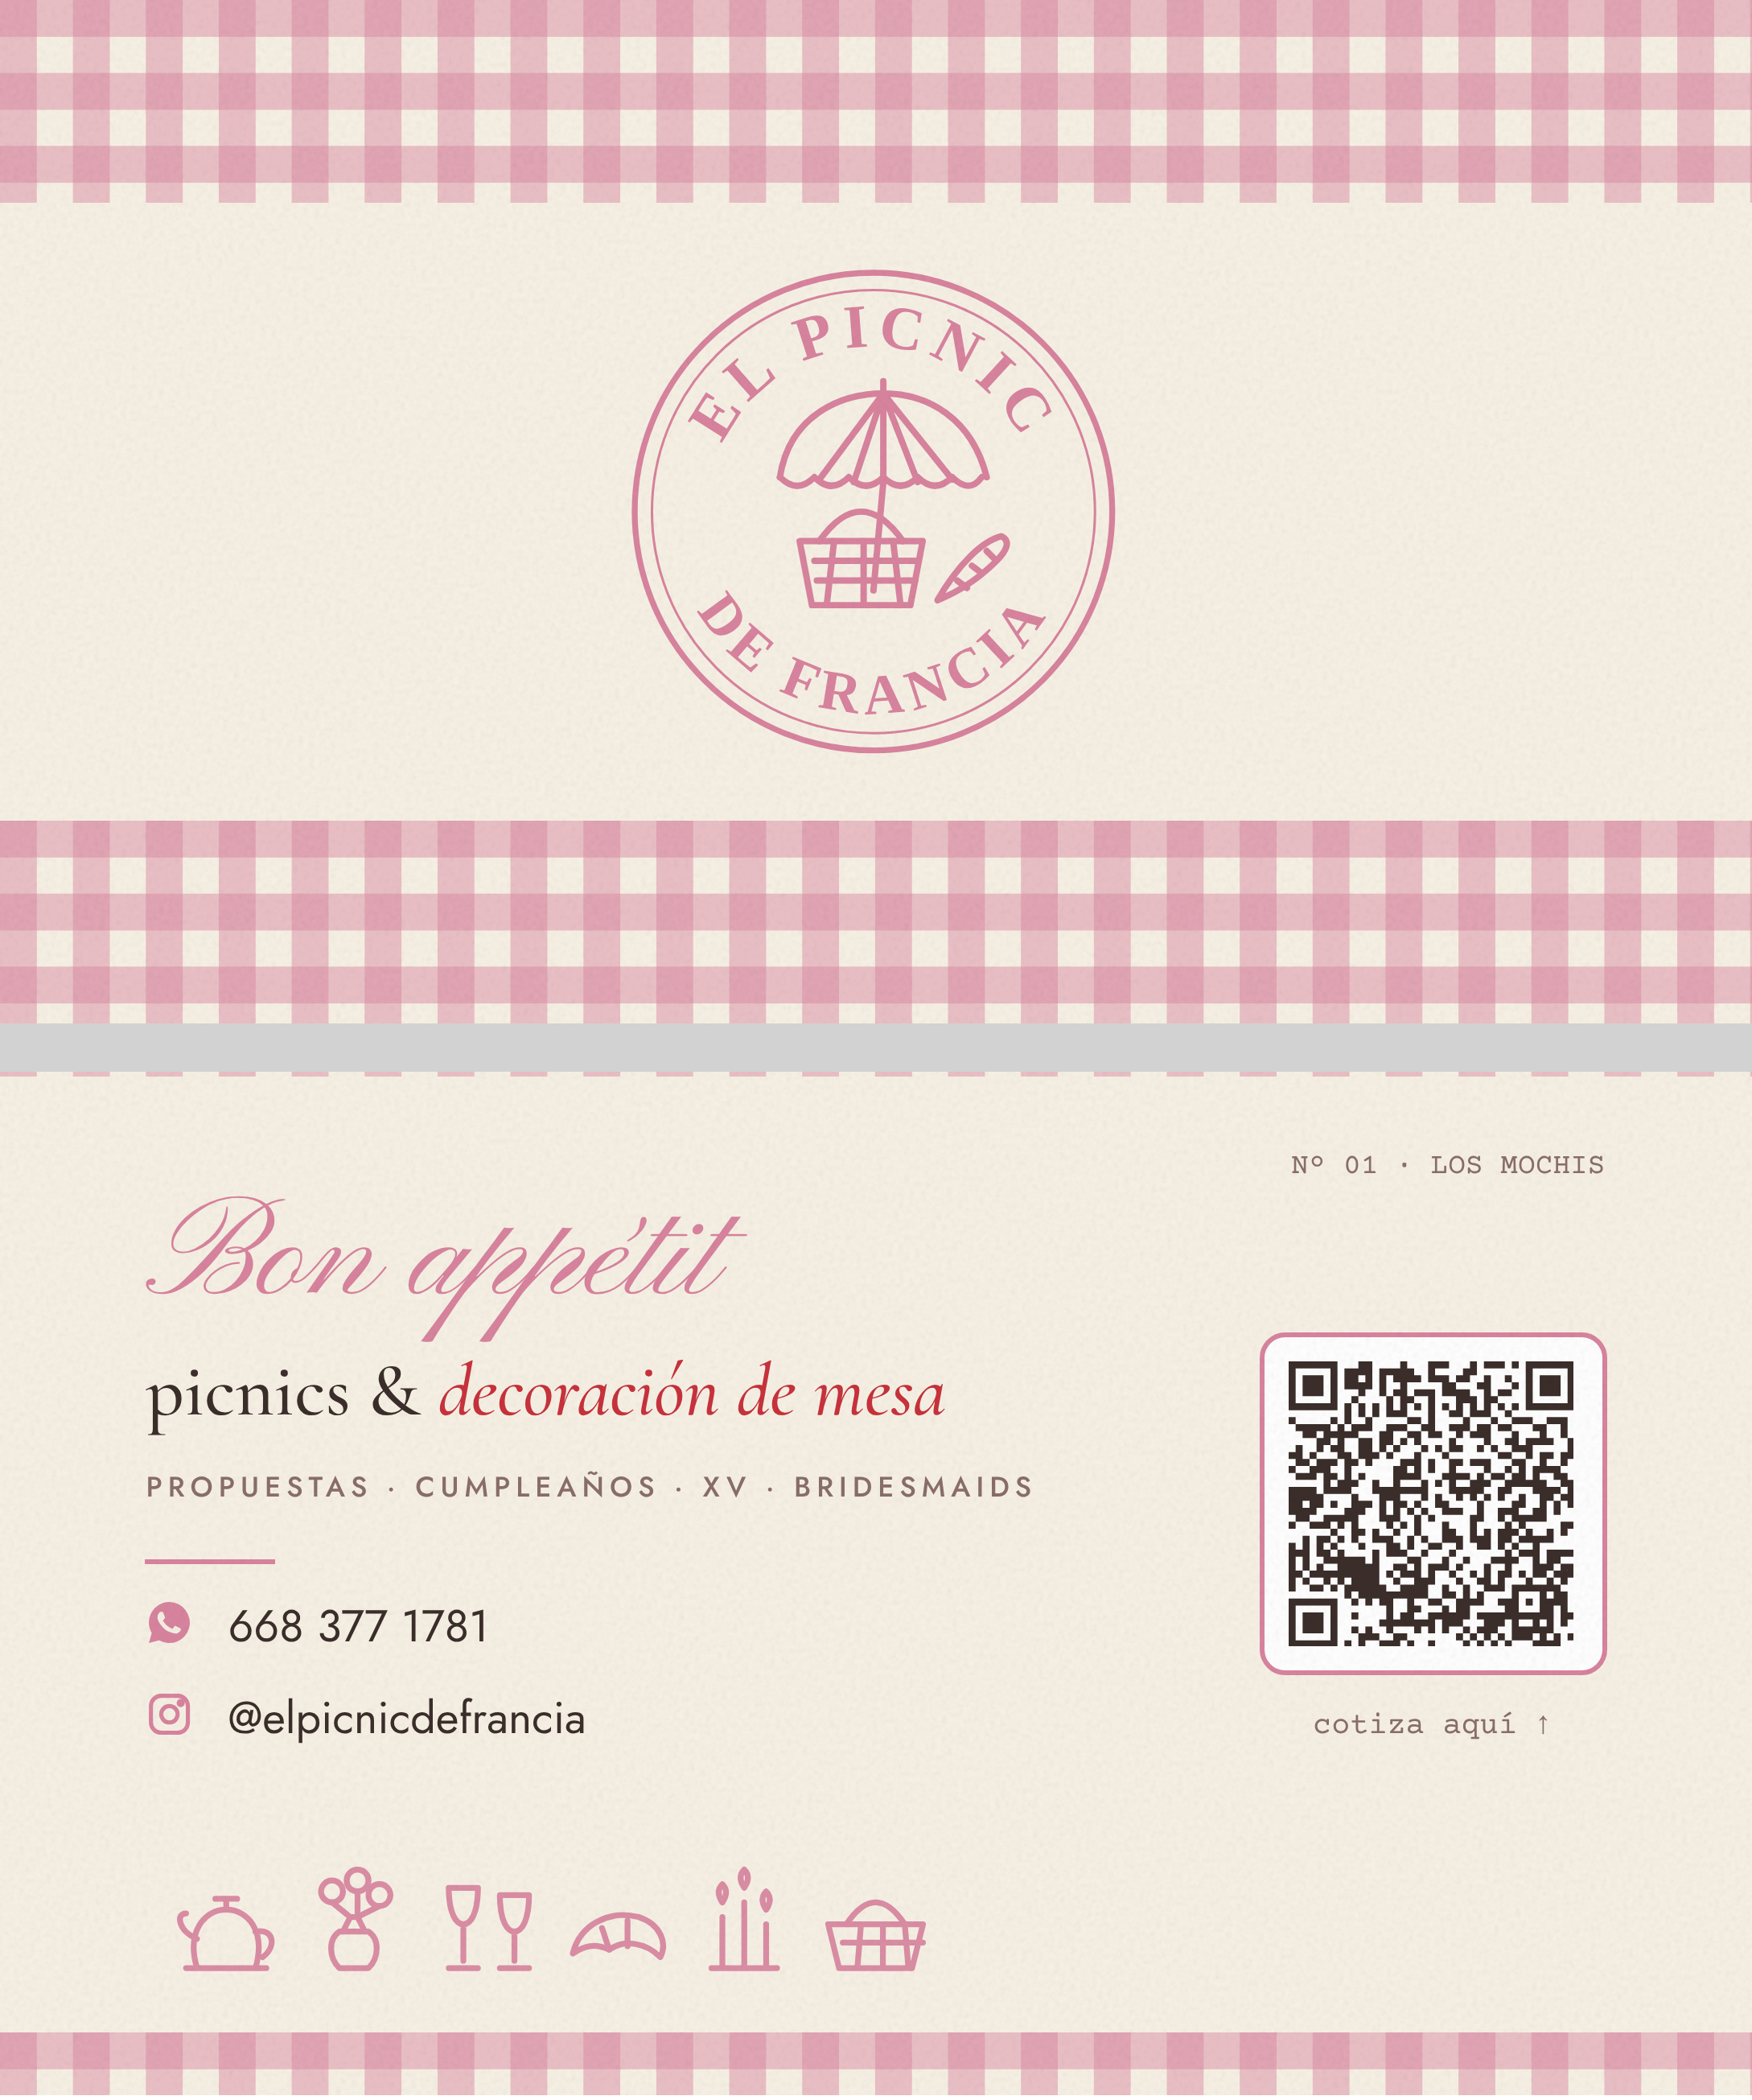 EL PICNIC
DE FRANCIA
Nº 01 · LOS MOCHIS
Bon appétit
picnics & decoración de mesa
PROPUESTAS · CUMPLEAÑOS · XV · BRIDESMAIDS
668 377 1781
@elpicnicdefrancia
cotiza aquí ↑